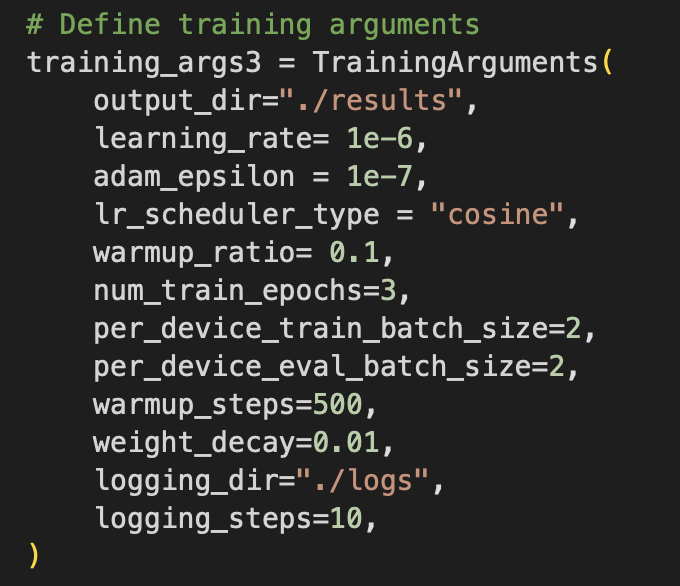 # Define training arguments
training_args3 = TrainingArguments(
    output_dir="./results",
    learning_rate= 1e-6,
    adam_epsilon = 1e-7,
    lr_scheduler_type = "cosine",
    warmup_ratio= 0.1,
    num_train_epochs=3,
    per_device_train_batch_size=2,
    per_device_eval_batch_size=2,
    warmup_steps=500,
    weight_decay=0.01,
    logging_dir="./logs",
    logging_steps=10,
)